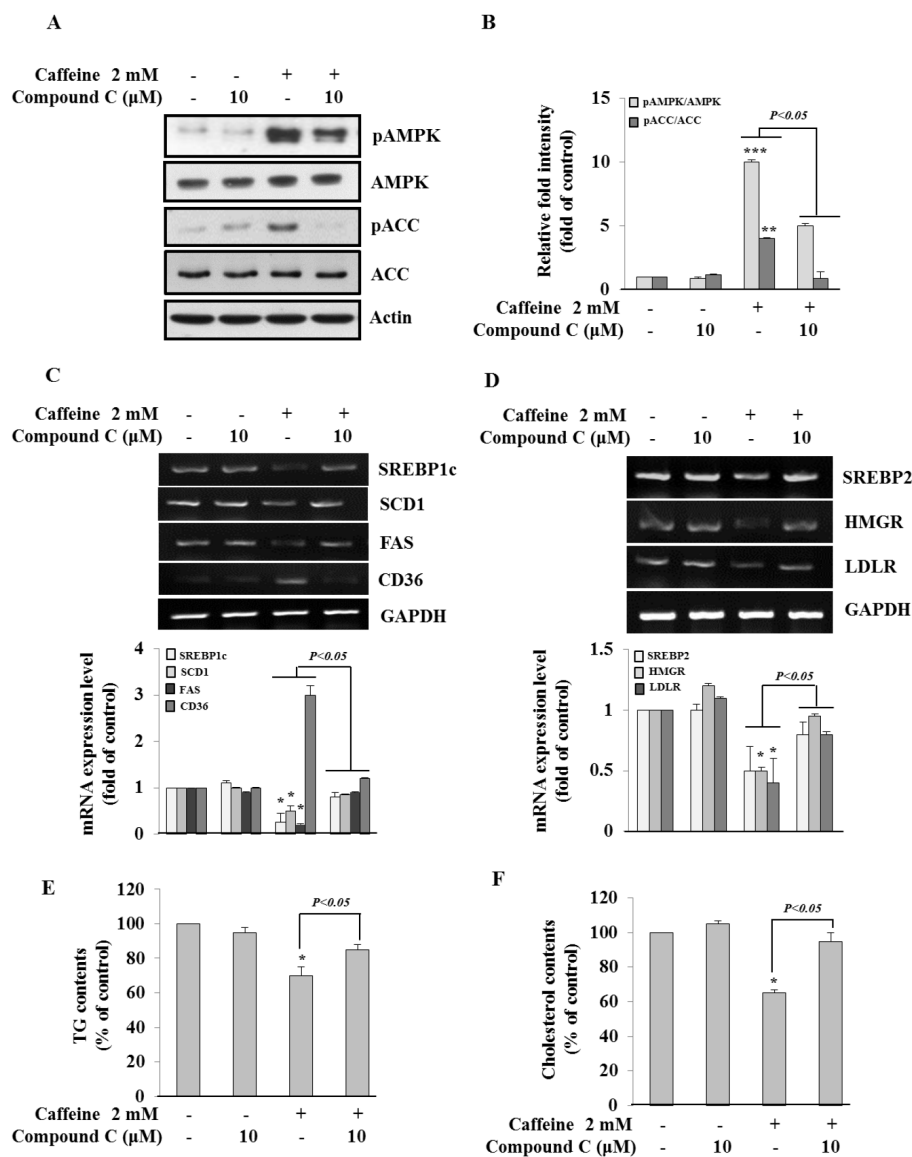 A
Caffeine 2 mM - - + +
Compound C (μM) - 10 - 10
pAMPK
AMPK
pACC
ACC
Actin
B
Relative fold intensity
(fold of control)
15
10
5
0
pAMPK/AMPK
pACC/ACC
P<0.05
***
**
Caffeine 2 mM - - + +
Compound C (μM) - 10 - 10
C
Caffeine 2 mM - - + +
Compound C (μM) - 10 - 10
SREBP1c
SCD1
FAS
CD36
GAPDH
mRNA expression level
(fold of control)
4
3
2
1
0
SREBP1c
SCD1
FAS
CD36
P<0.05
* * *
D
Caffeine 2 mM - - + +
Compound C (μM) - 10 - 10
SREBP2
HMGR
LDLR
GAPDH
mRNA expression level
(fold of control)
1.5
1
0.5
0
SREBP2
HMGR
LDLR
P<0.05
* *
E
TG contents
(% of control)
120
100
80
60
40
20
0
P<0.05
*
Caffeine 2 mM - - + +
Compound C (μM) - 10 - 10
F
Cholesterol contents
(% of control)
120
100
80
60
40
20
0
P<0.05
*
Caffeine 2 mM - - + +
Compound C (μM) - 10 - 10